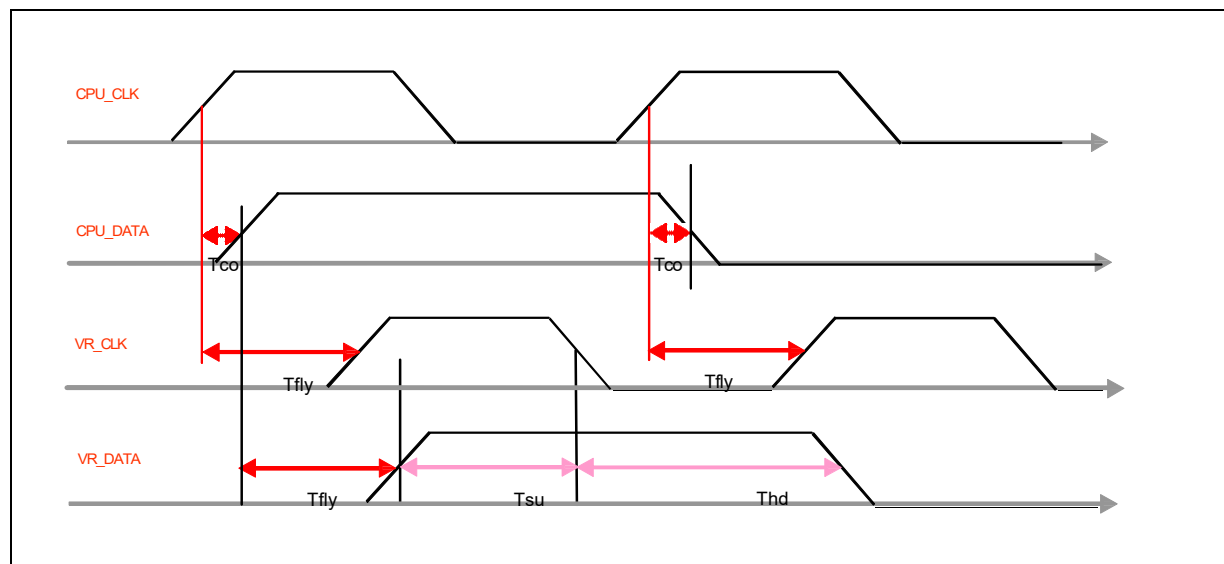 CPU_CLK
CPU_DATA
Tco
Tco
VR_CLK
Tfly
Tfly
VR_DATA
Tfly
Tsu
Thd